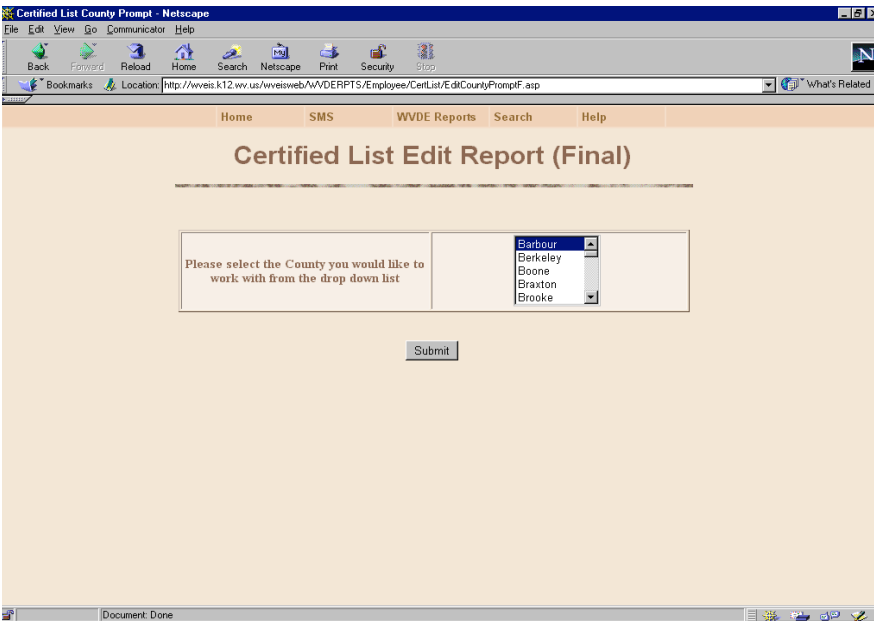 Certified List County Prompt - Netscape
File Edit View Go Communicator Help
Back Forward Reload Home Search Netscape Print Security Stop
Bookmarks Location: http://wveis.k12.wv.us/wveisweb/WVDERPTS/Employee/CertList/EditCountyPromptF.asp What's Related
Home SMS WVDE Reports Search Help
Certified List Edit Report (Final)
Please select the County you would like to
work with from the drop down list
Barbour
Berkeley
Boone
Braxton
Brooke
Submit
Document: Done